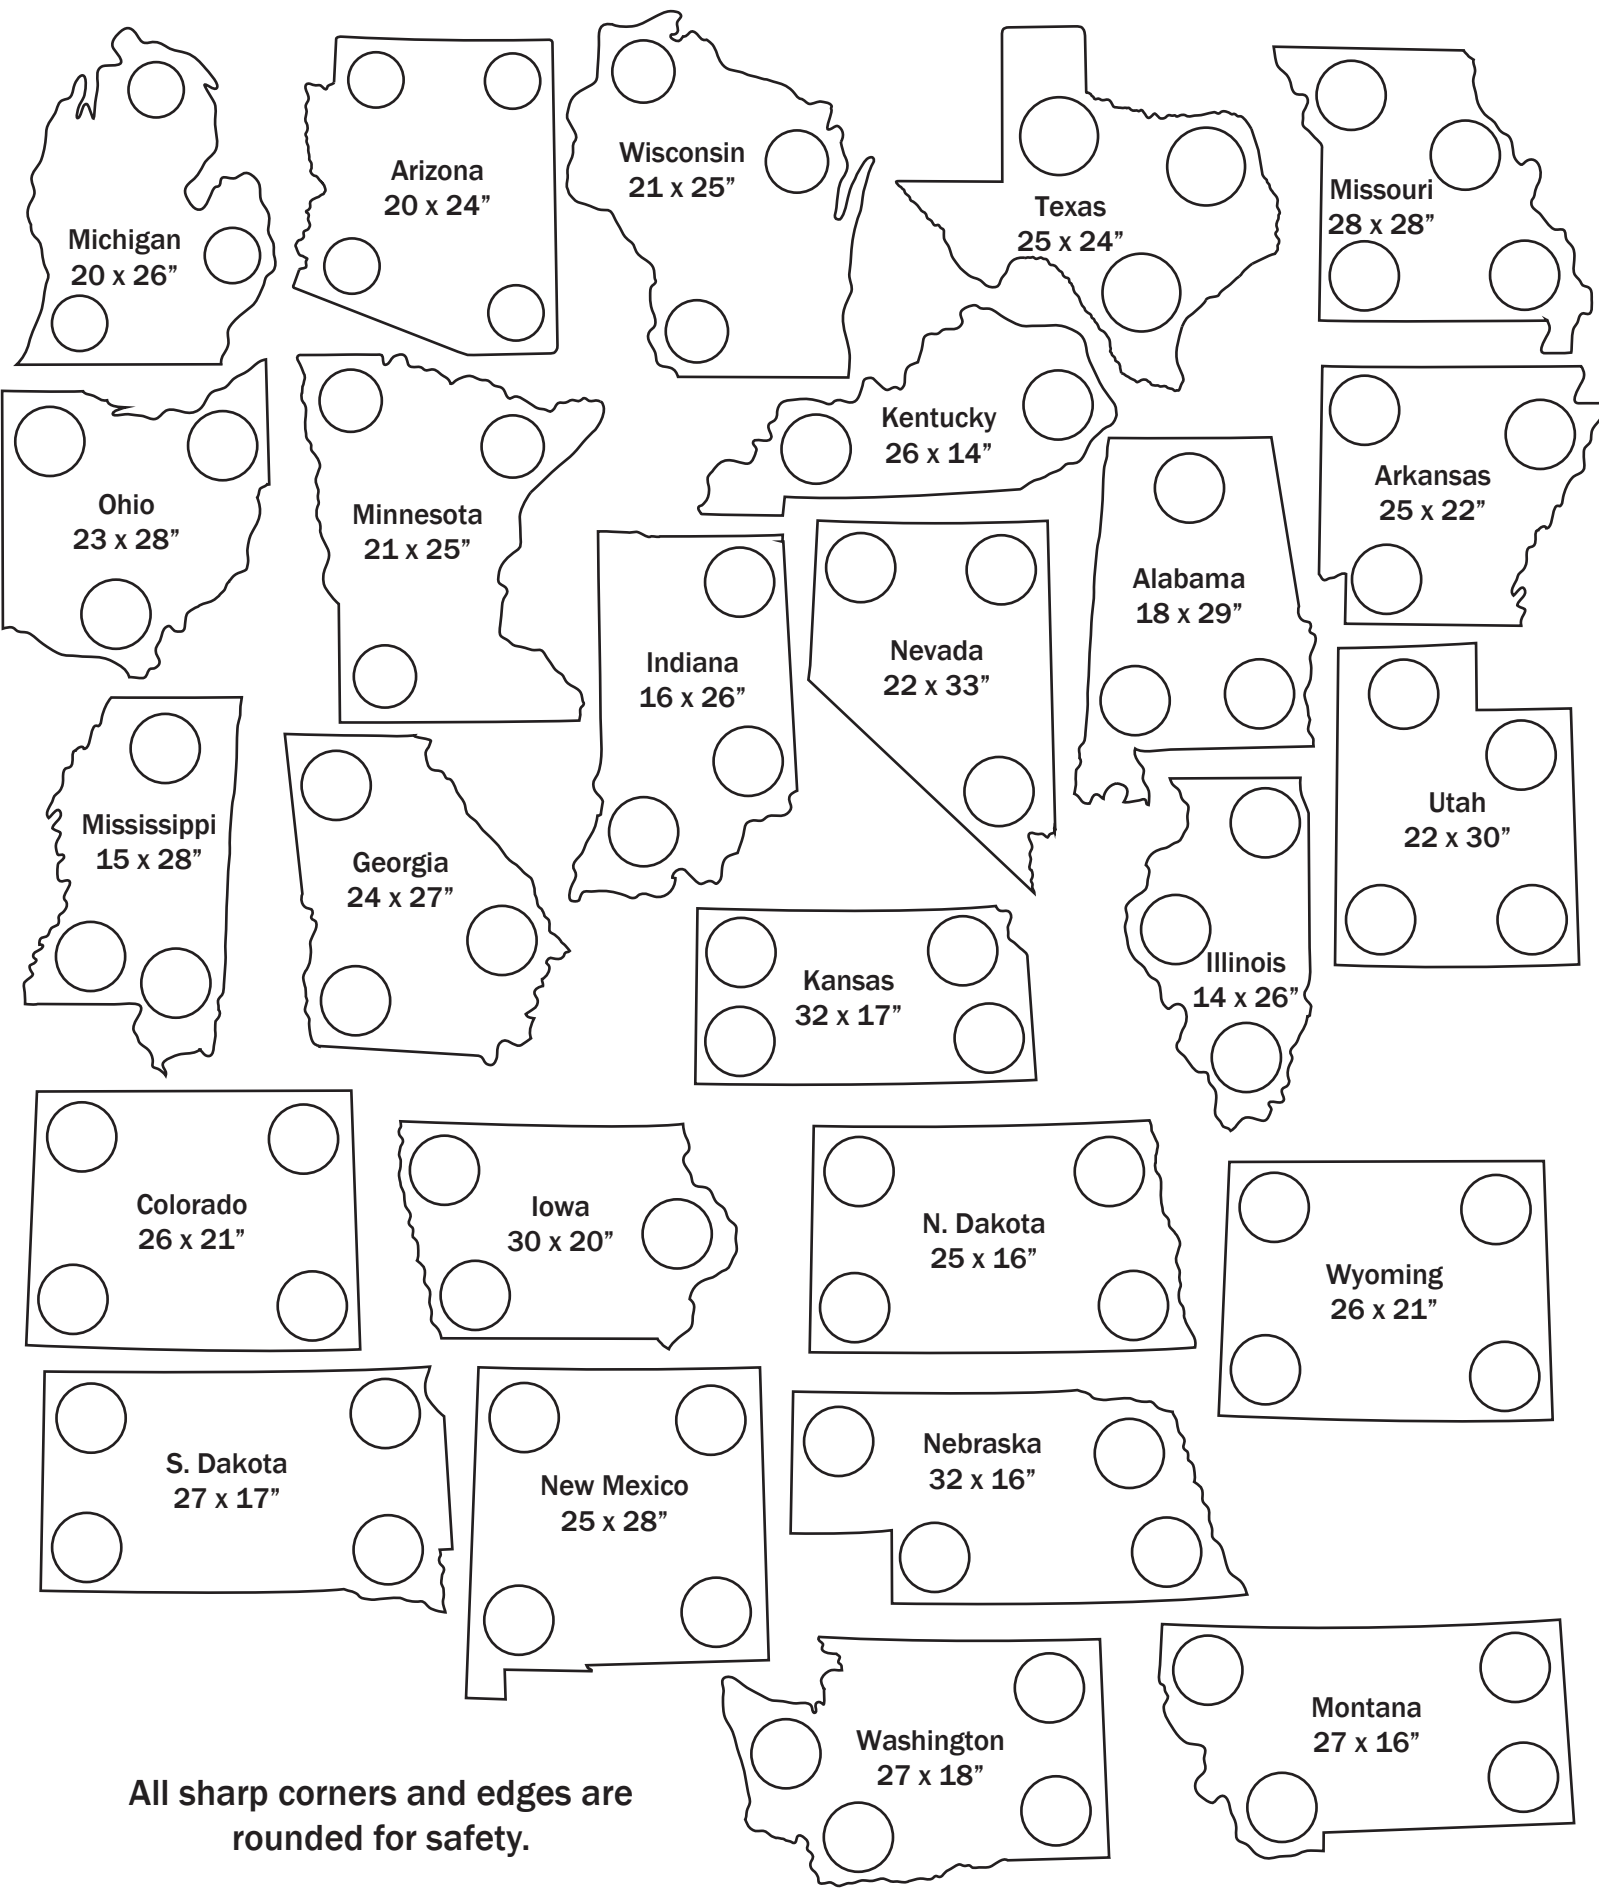 Michigan
20 x 26”
Arizona
20 x 24”
Wisconsin
21 x 25”
Texas
25 x 24”
Missouri
28 x 28”
Ohio
23 x 28”
Minnesota
21 x 25”
Kentucky
26 x 14”
Arkansas
25 x 22”
Indiana
16 x 26”
Nevada
22 x 33”
Alabama
18 x 29”
Utah
22 x 30”
Mississippi
15 x 28”
Georgia
24 x 27”
Kansas
32 x 17”
Illinois
14 x 26”
Colorado
26 x 21”
Iowa
30 x 20”
N. Dakota
25 x 16”
Wyoming
26 x 21”
S. Dakota
27 x 17”
New Mexico
25 x 28”
Nebraska
32 x 16”
Washington
27 x 18”
Montana
27 x 16”
All sharp corners and edges are
rounded for safety.